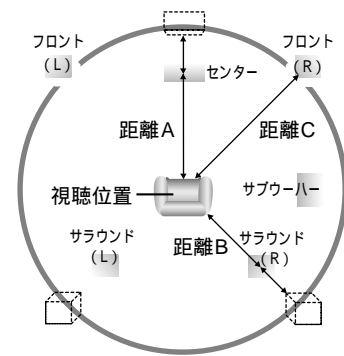 フロント
(L)
フロント
(R)
センター
距離A
距離C
視聴位置
サブウーハー
サラウンド
(L)
距離B
サラウンド
(R)